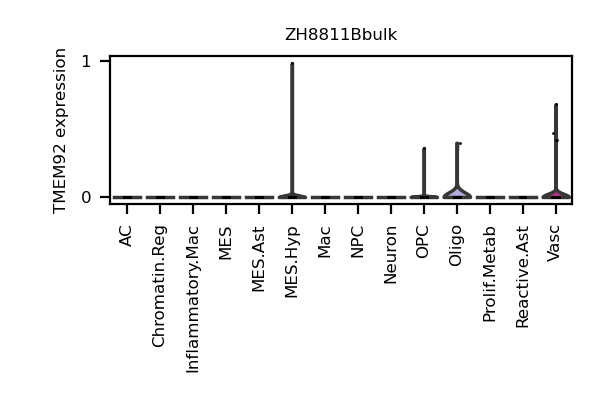 ZH8811Bbulk
TMEM92 expression
1
0
AC
Chromatin.Reg
Inflammatory.Mac
MES
MES.Ast
MES.Hyp
Mac
NPC
Neuron
OPC
Oligo
Prolif.Metab
Reactive.Ast
Vasc